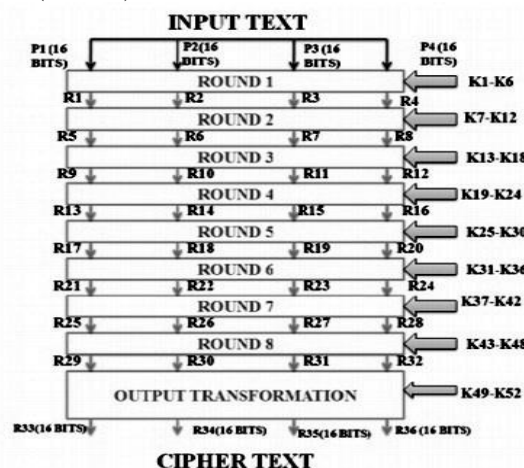 INPUT TEXT
P1 (16 BITS) P2 (16 BITS) P3 (16 BITS) P4 (16 BITS)
ROUND 1 K1-K6
R1 R2 R3 R4
ROUND 2 K7-K12
R5 R6 R7 R8
ROUND 3 K13-K18
R9 R10 R11 R12
ROUND 4 K19-K24
R13 R14 R15 R16
ROUND 5 K25-K30
R17 R18 R19 R20
ROUND 6 K31-K36
R21 R22 R23 R24
ROUND 7 K37-K42
R25 R26 R27 R28
ROUND 8 K43-K48
R29 R30 R31 R32
OUTPUT TRANSFORMATION K49-K52
R33(16 BITS) R34(16 BITS) R35(16 BITS) R36 (16 BITS)
CIPHER TEXT